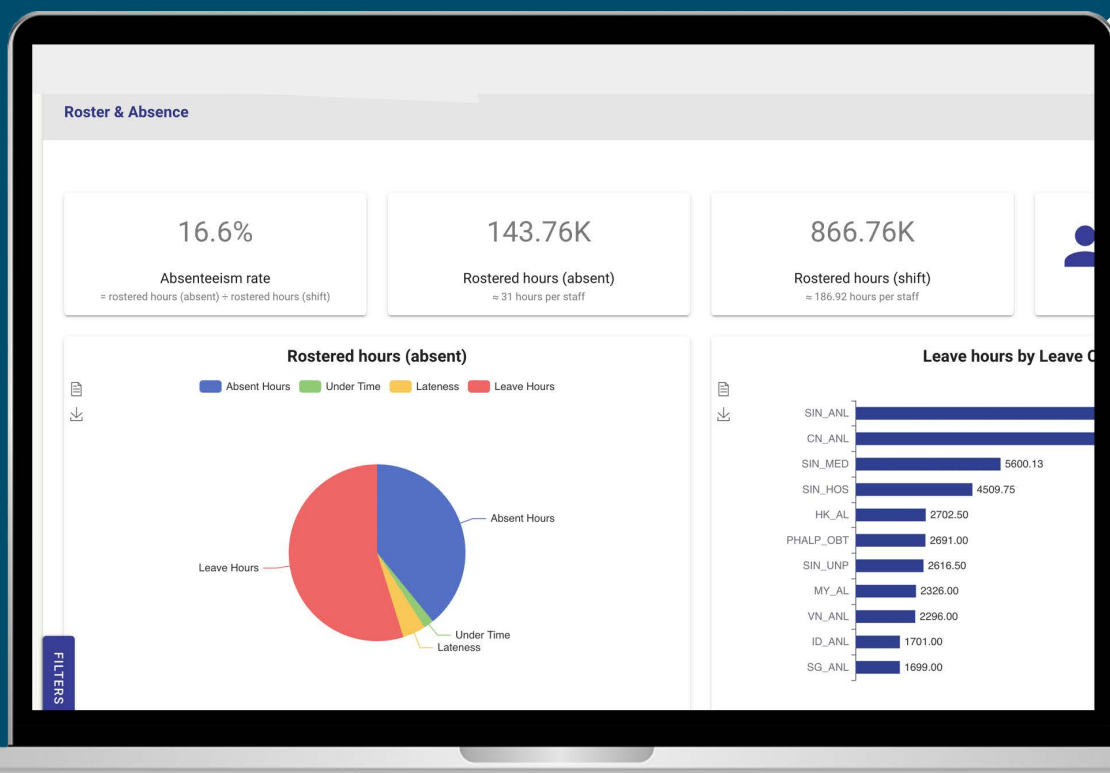 Roster & Absence
16.6%
Absenteeism rate
= rostered hours (absent) ÷ rostered hours (shift)
143.76K
Rostered hours (absent)
≈ 31 hours per staff
866.76K
Rostered hours (shift)
≈ 186.92 hours per staff
Rostered hours (absent)
Absent Hours Under Time Lateness Leave Hours
Absent Hours
Leave Hours
Under Time
Lateness
Leave hours by Leave C
SIN_ANL
CN_ANL
SIN_MED 5600.13
SIN_HOS 4509.75
HK_AL 2702.50
PHALP_OBT 2691.00
SIN_UNP 2616.50
MY_AL 2326.00
VN_ANL 2296.00
ID_ANL 1701.00
SG_ANL 1699.00
FILTERS